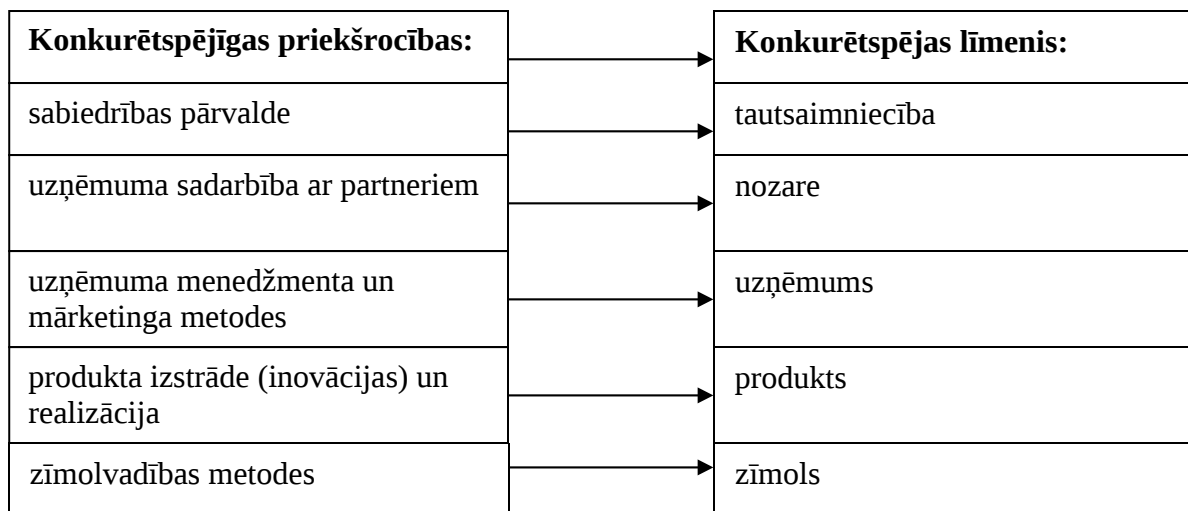 Konkurētspējīgas priekšrocības:
Konkurētspējas līmenis:
sabiedrības pārvalde
tautsaimniecība
uzņēmuma sadarbība ar partneriem
nozare
uzņēmuma menedžmenta un
mārketinga metodes
uzņēmums
produkta izstrāde (inovācijas) un
realizācija
produkts
zīmolvadības metodes
zīmols